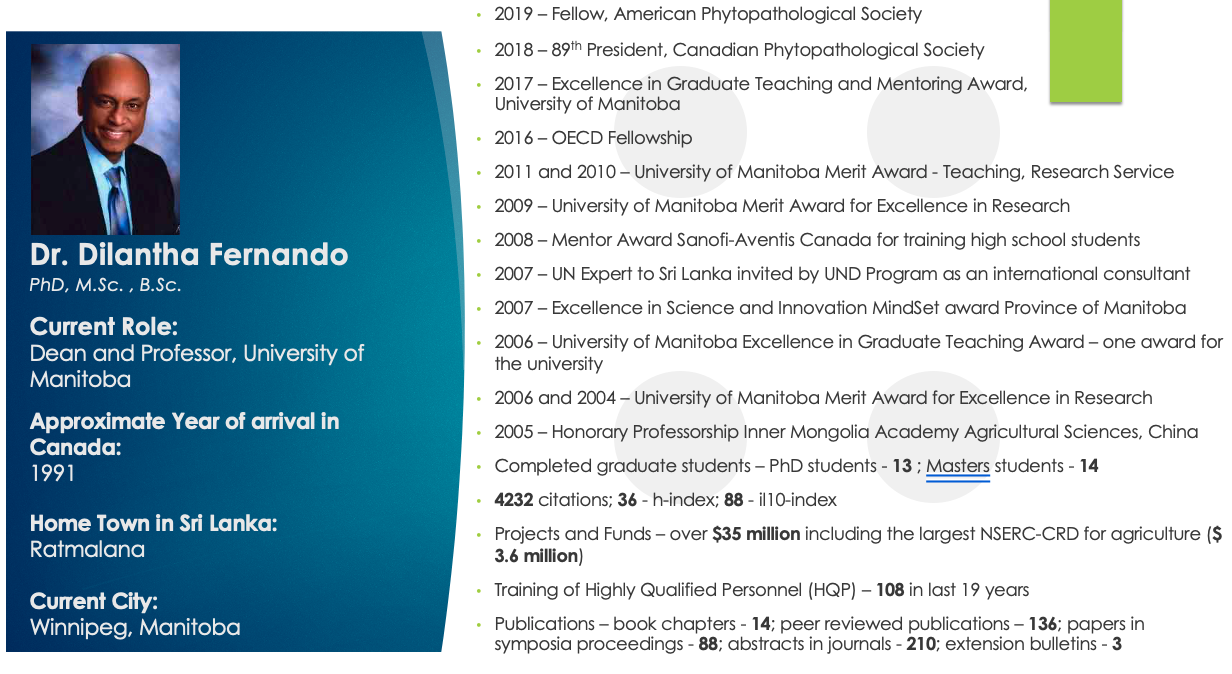 Dr. Dilantha Fernando
PhD, M.Sc. , B.Sc.
Current Role:
Dean and Professor, University of
Manitoba
Approximate Year of arrival in
Canada:
1991
Home Town in Sri Lanka:
Ratmalana
Current City:
Winnipeg, Manitoba
• 2019 – Fellow, American Phytopathological Society
• 2018 – 89th President, Canadian Phytopathological Society
• 2017 – Excellence in Graduate Teaching and Mentoring Award,
University of Manitoba
• 2016 – OECD Fellowship
• 2011 and 2010 – University of Manitoba Merit Award - Teaching, Research Service
• 2009 – University of Manitoba Merit Award for Excellence in Research
• 2008 – Mentor Award Sanofi-Aventis Canada for training high school students
• 2007 – UN Expert to Sri Lanka invited by UND Program as an international consultant
• 2007 – Excellence in Science and Innovation MindSet award Province of Manitoba
• 2006 – University of Manitoba Excellence in Graduate Teaching Award – one award for
the university
• 2006 and 2004 – University of Manitoba Merit Award for Excellence in Research
• 2005 – Honorary Professorship Inner Mongolia Academy Agricultural Sciences, China
• Completed graduate students – PhD students - 13 ; Masters students - 14
• 4232 citations; 36 - h-index; 88 - il10-index
• Projects and Funds – over $35 million including the largest NSERC-CRD for agriculture ($
3.6 million)
• Training of Highly Qualified Personnel (HQP) – 108 in last 19 years
• Publications – book chapters - 14; peer reviewed publications – 136; papers in
symposia proceedings - 88; abstracts in journals - 210; extension bulletins - 3